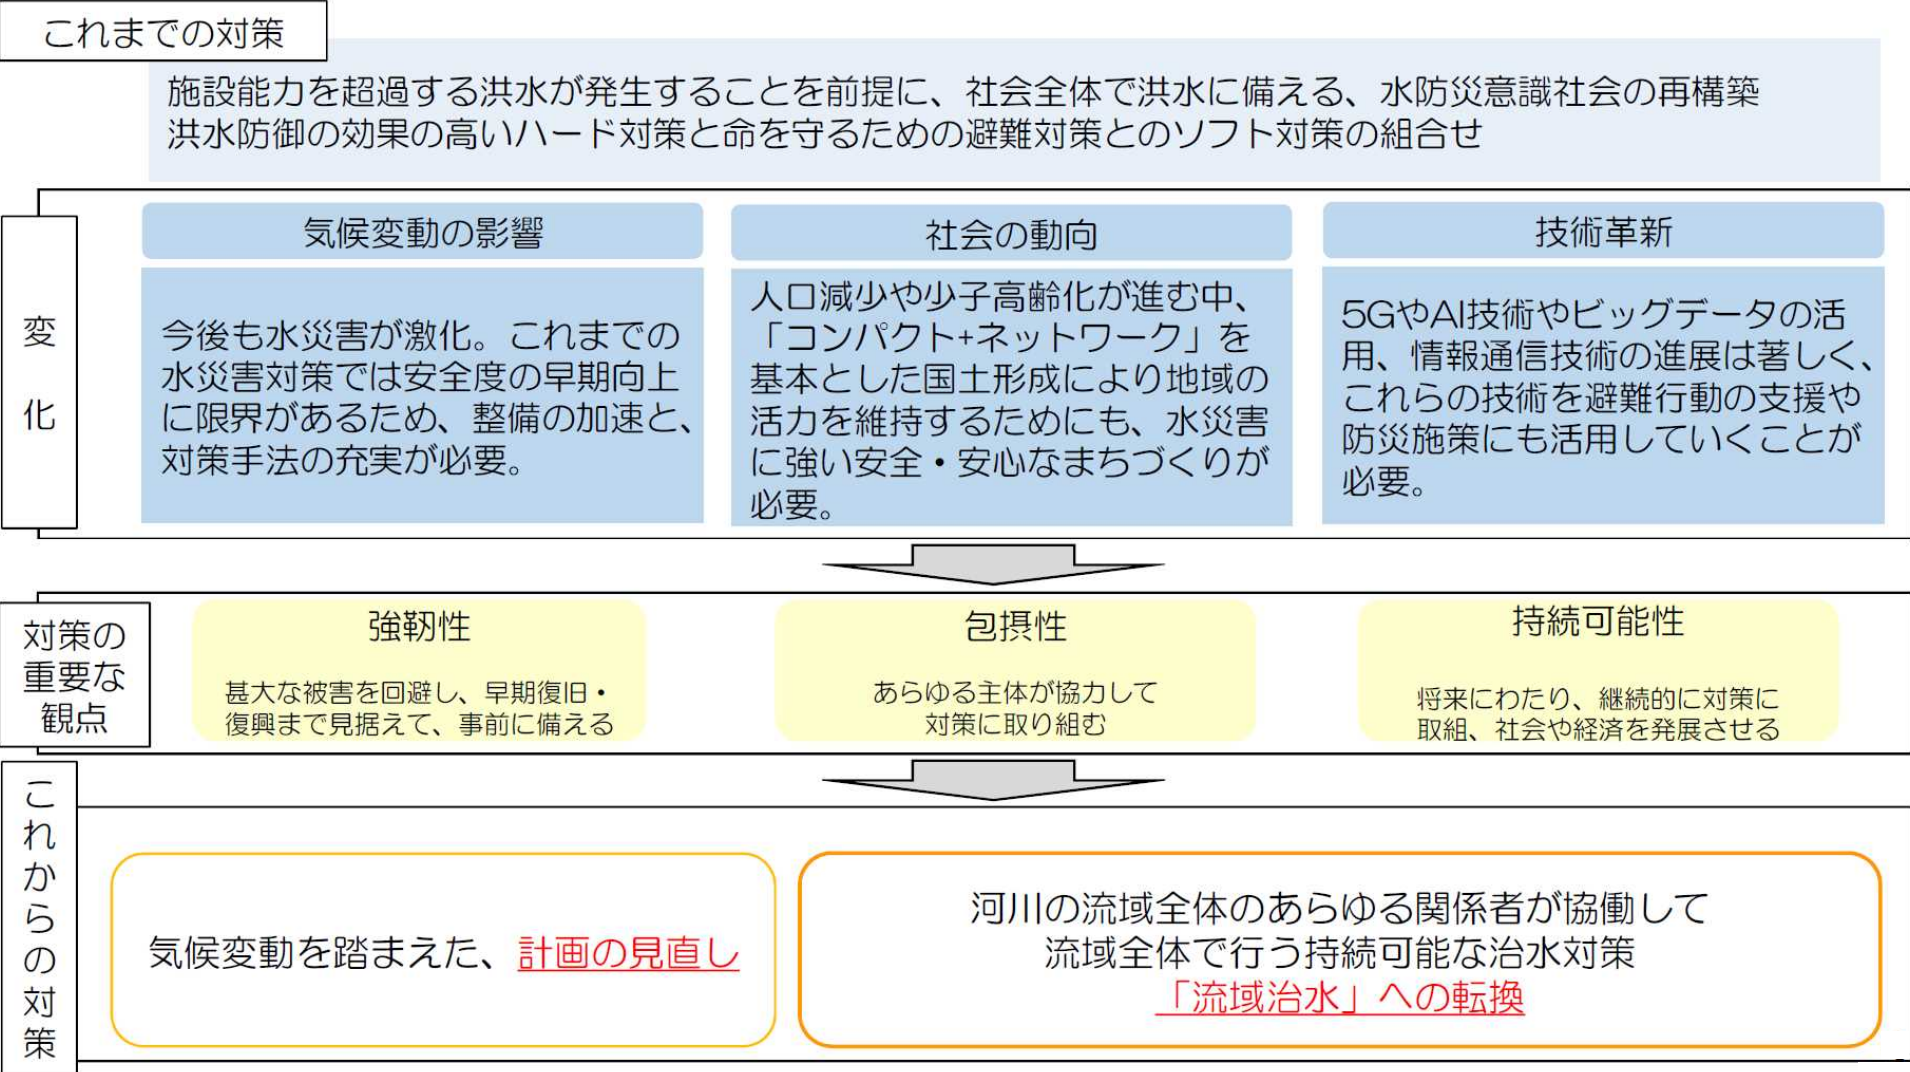 これまでの対策
施設能力を超過する洪水が発生することを前提に、社会全体で洪水に備える、水防災意識社会の再構築
洪水防御の効果の高いハード対策と命を守るための避難対策とのソフト対策の組合せ
変化
気候変動の影響
今後も水災害が激化。これまでの
水災害対策では安全度の早期向上
に限界があるため、整備の加速と、
対策手法の充実が必要。
社会の動向
人口減少や少子高齢化が進む中、
「コンパクト+ネットワーク」を
基本とした国土形成により地域の
活力を維持するためにも、水災害
に強い安全・安心なまちづくりが
必要。
技術革新
5GやAI技術やビッグデータの活
用、情報通信技術の進展は著しく、
これらの技術を避難行動の支援や
防災施策にも活用していくことが
必要。
対策の
重要な
観点
強靭性
甚大な被害を回避し、早期復旧・
復興まで見据えて、事前に備える
包摂性
あらゆる主体が協力して
対策に取り組む
持続可能性
将来にわたり、継続的に対策に
取組、社会や経済を発展させる
これからの対策
気候変動を踏まえた、計画の見直し
河川の流域全体のあらゆる関係者が協働して
流域全体で行う持続可能な治水対策
「流域治水」への転換